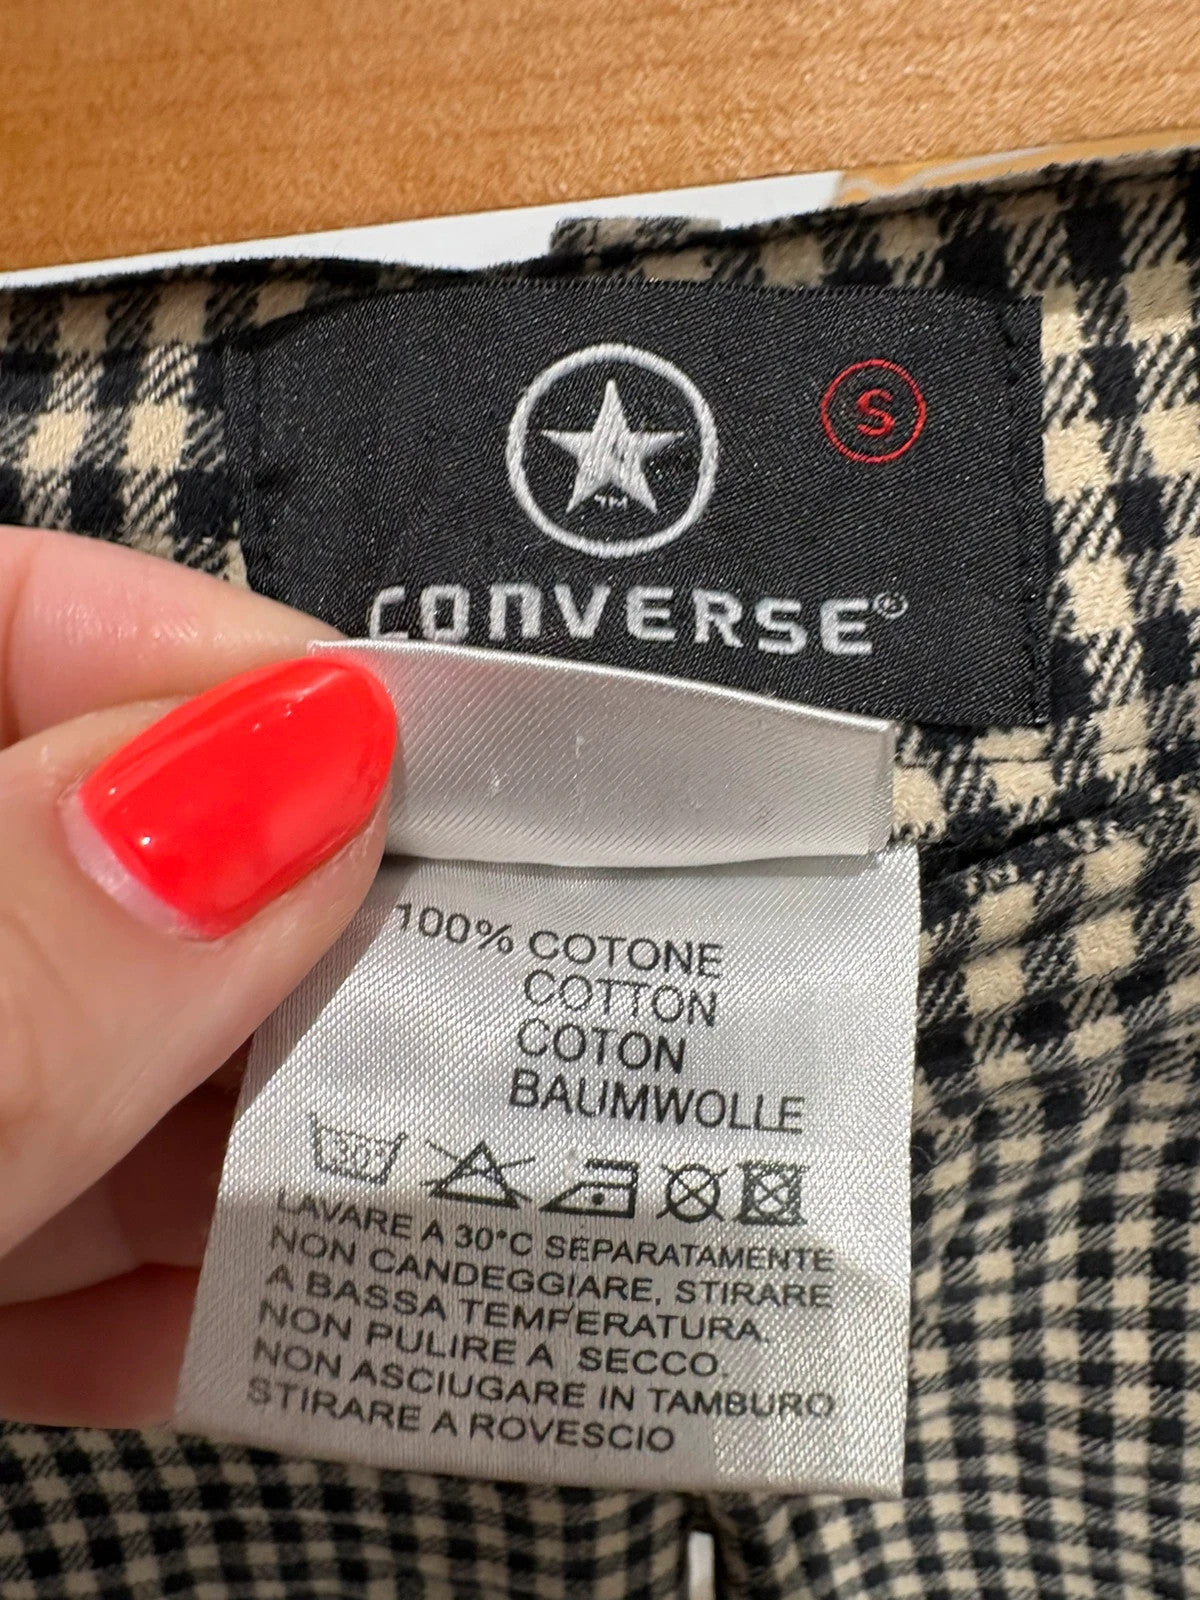 S
TM
CONVERSE®
100% COTONE
COTTON
COTON
BAUMWOLLE
30°
LAVARE A 30°C SEPARATAMENTE
NON CANDEGGIARE, STIRARE
A BASSA TEMPERATURA,
NON PULIRE A SECCO.
NON ASCIUGARE IN TAMBURO
STIRARE A ROVESCIO